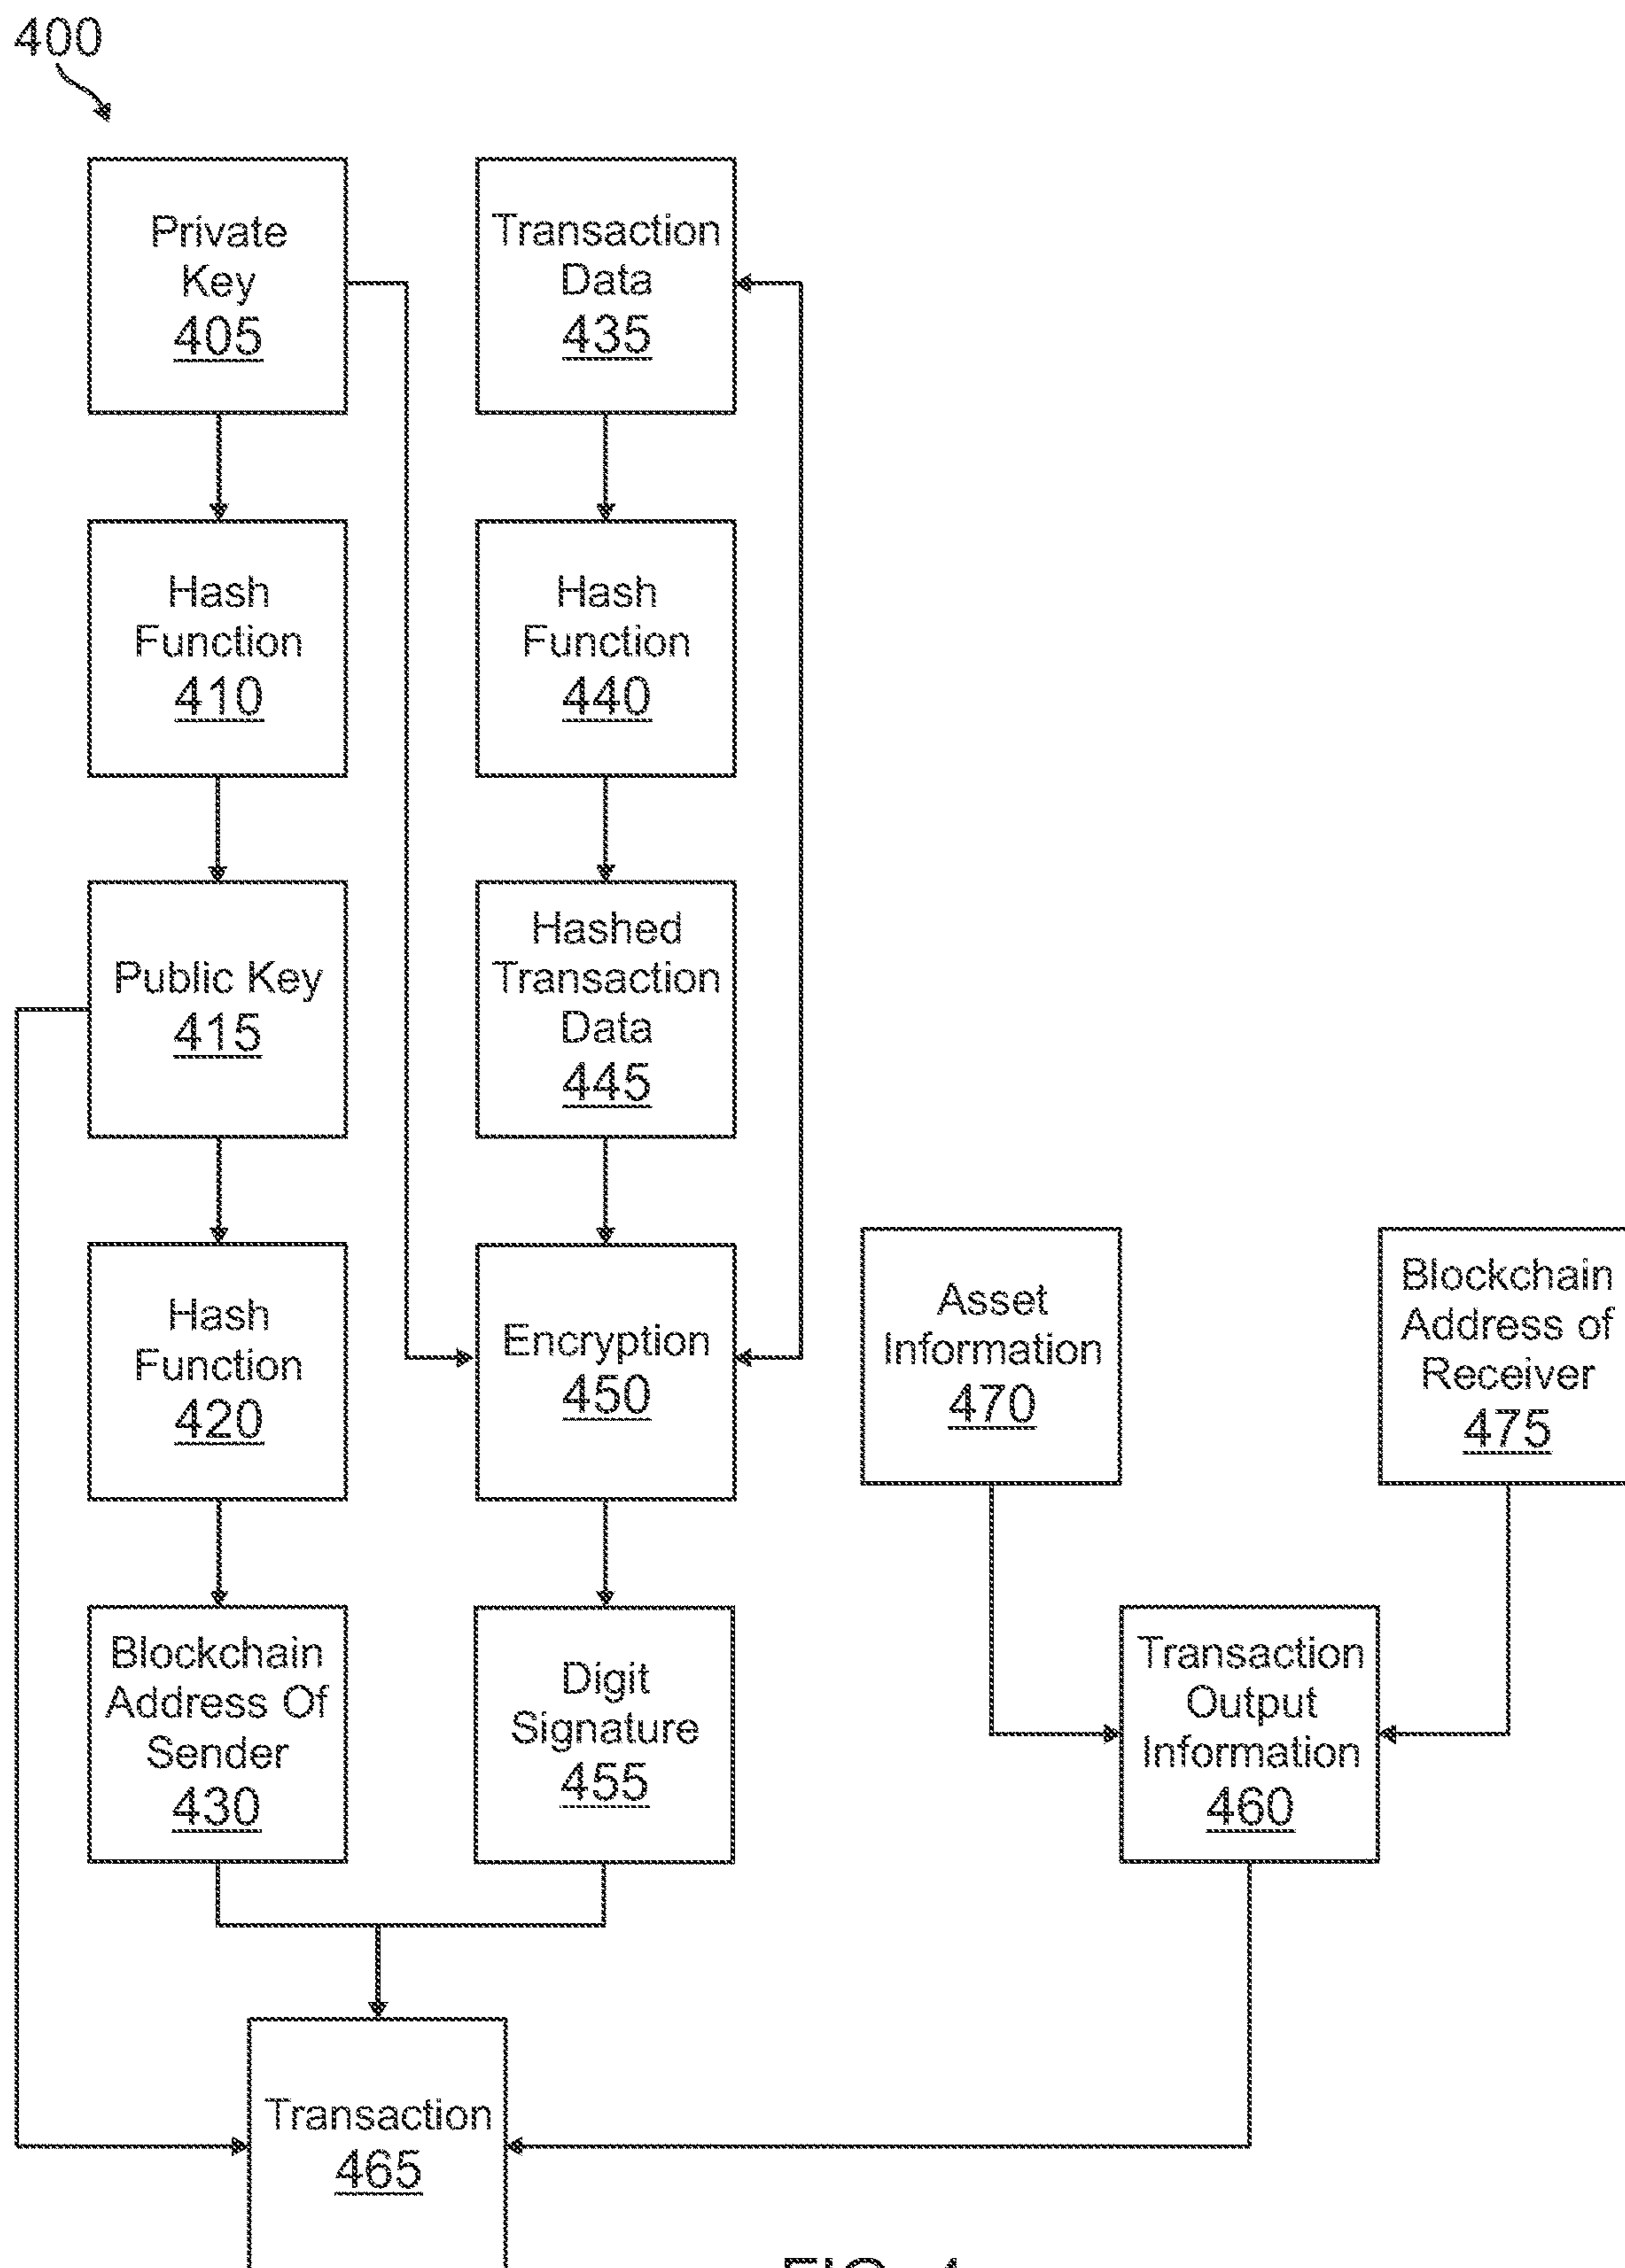 400
Private
Key
405
Transaction
Data
435
Hash
Function
410
Hash
Function
440
Public Key
415
Hashed
Transaction
Data
445
Hash
Function
420
Encryption
450
Asset
Information
470
Blockchain
Address of
Receiver
475
Blockchain
Address Of
Sender
430
Digit
Signature
455
Transaction
Output
Information
460
Transaction
465